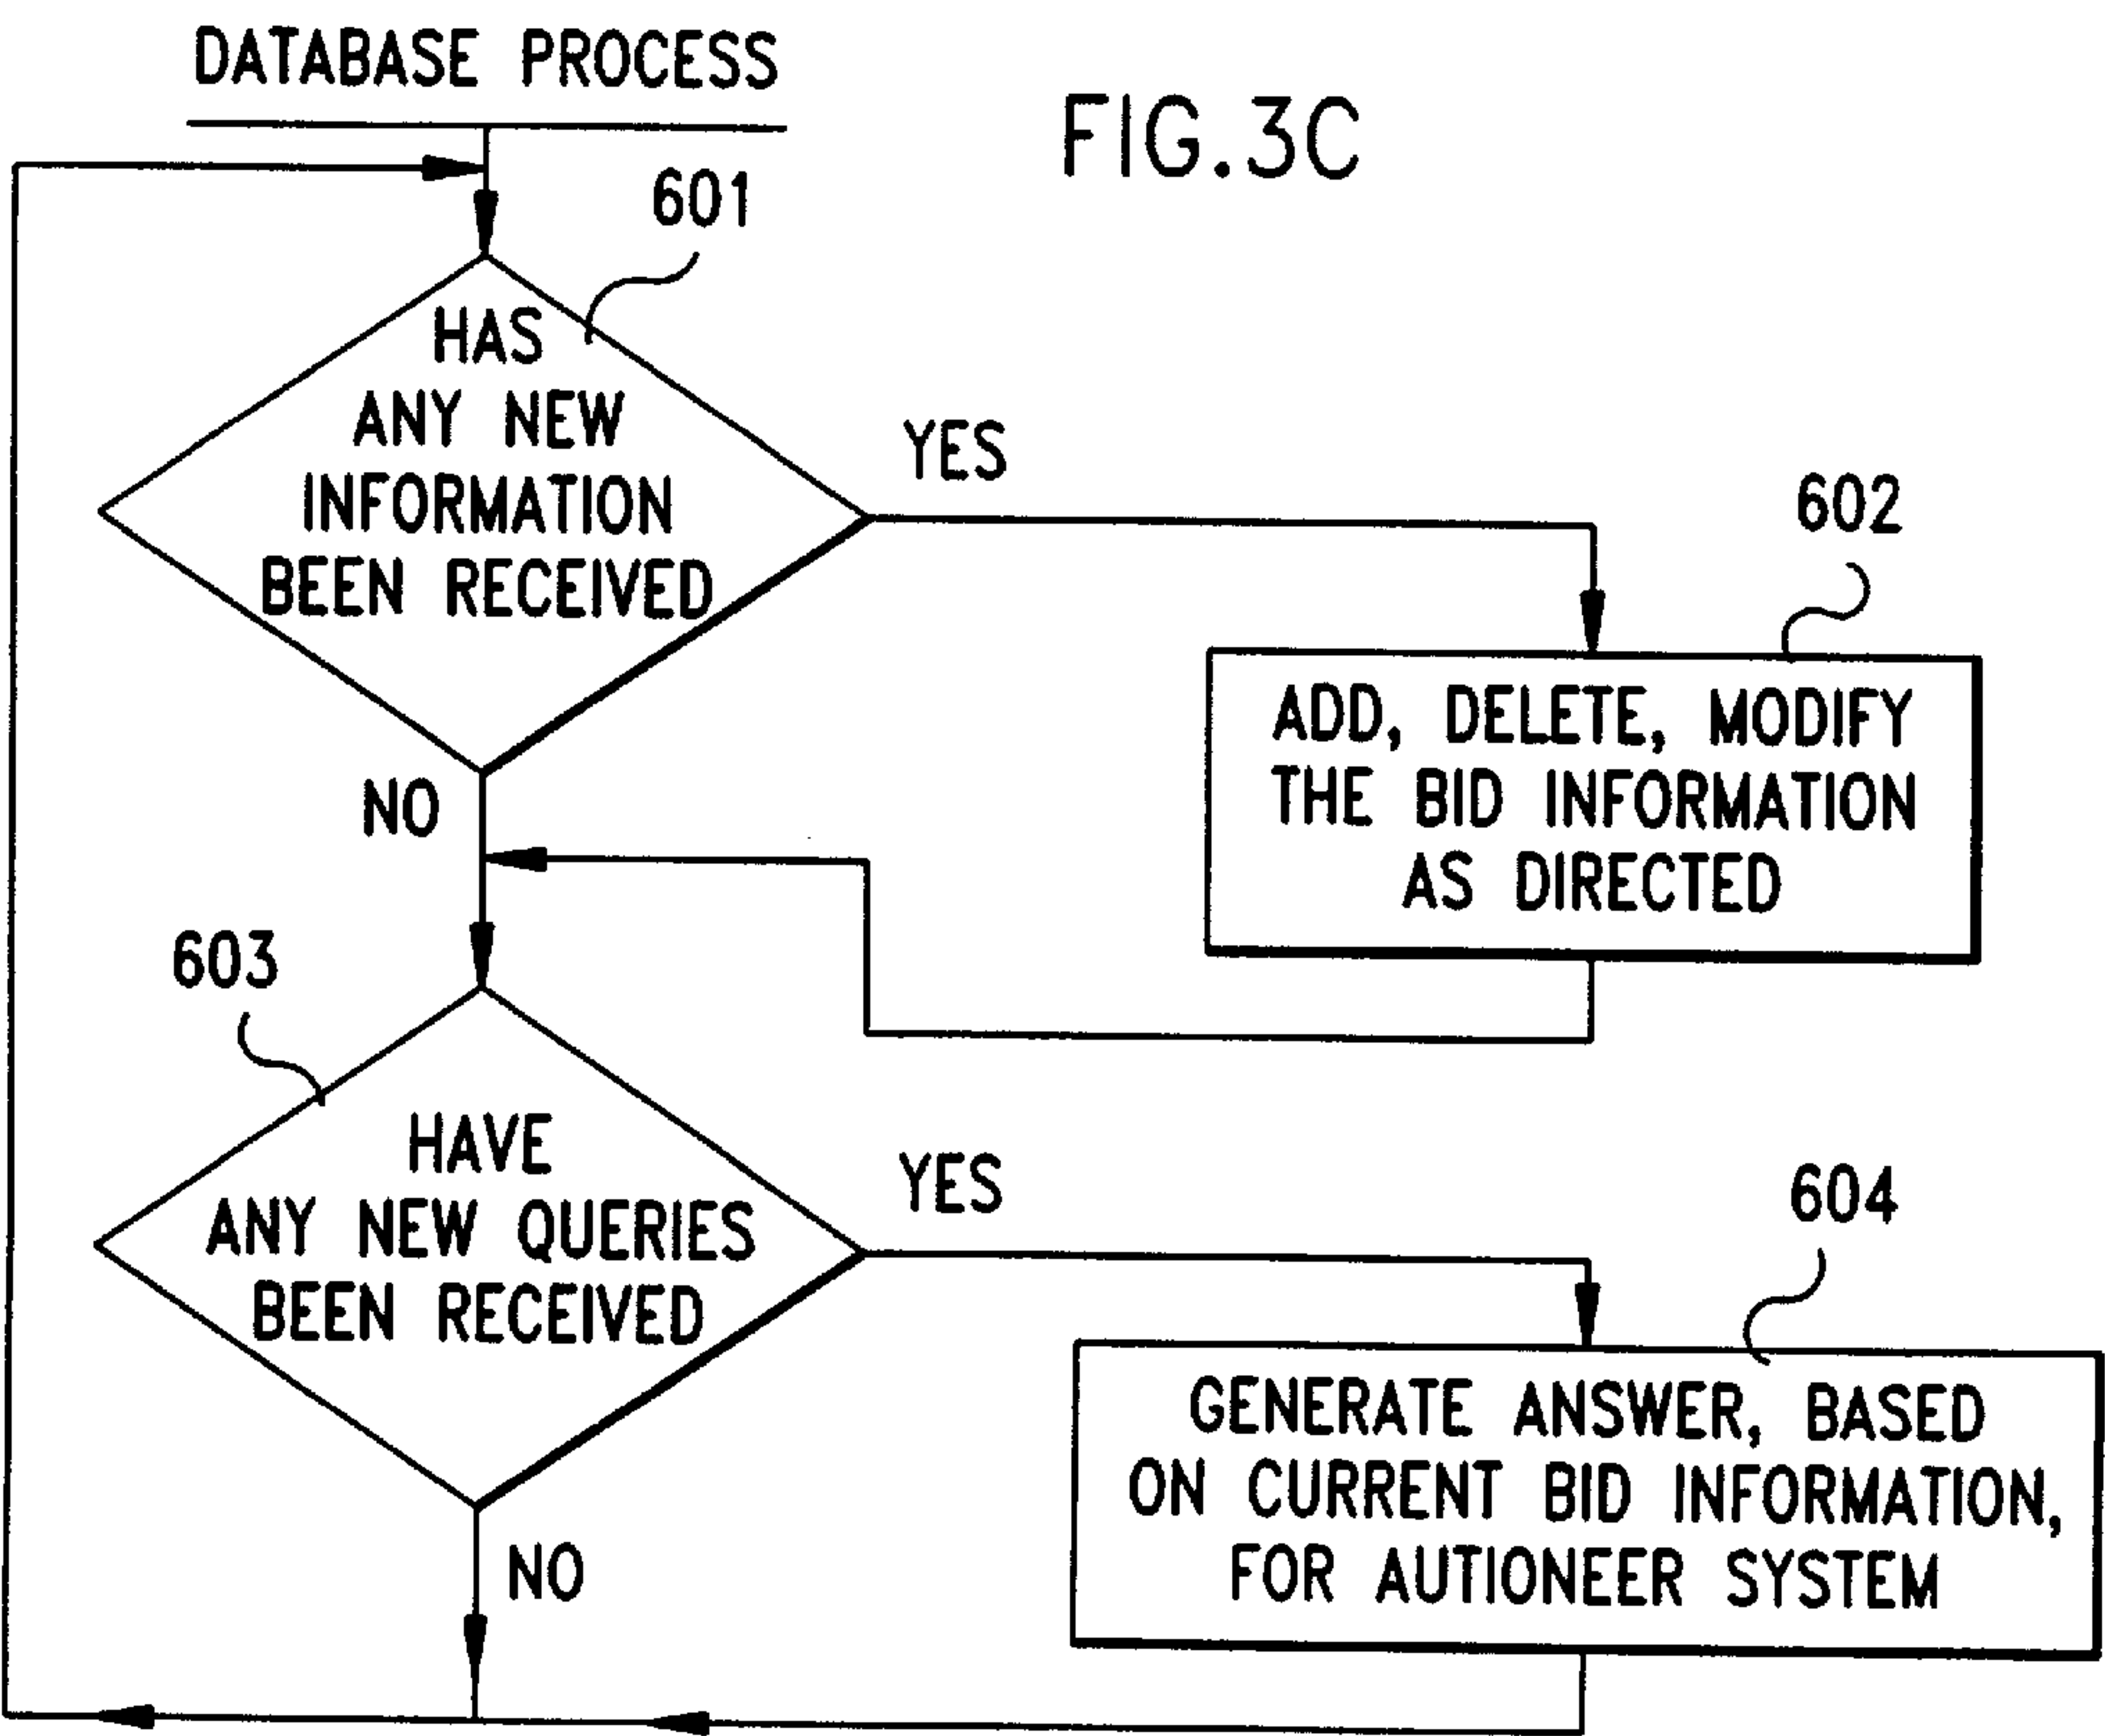 DATABASE PROCESS
FIG.3C
601
HAS
ANY NEW
INFORMATION
BEEN RECEIVED
YES
602
ADD, DELETE, MODIFY
THE BID INFORMATION
AS DIRECTED
NO
603
HAVE
ANY NEW QUERIES
BEEN RECEIVED
YES
604
GENERATE ANSWER, BASED
ON CURRENT BID INFORMATION,
FOR AUTIONEER SYSTEM
NO